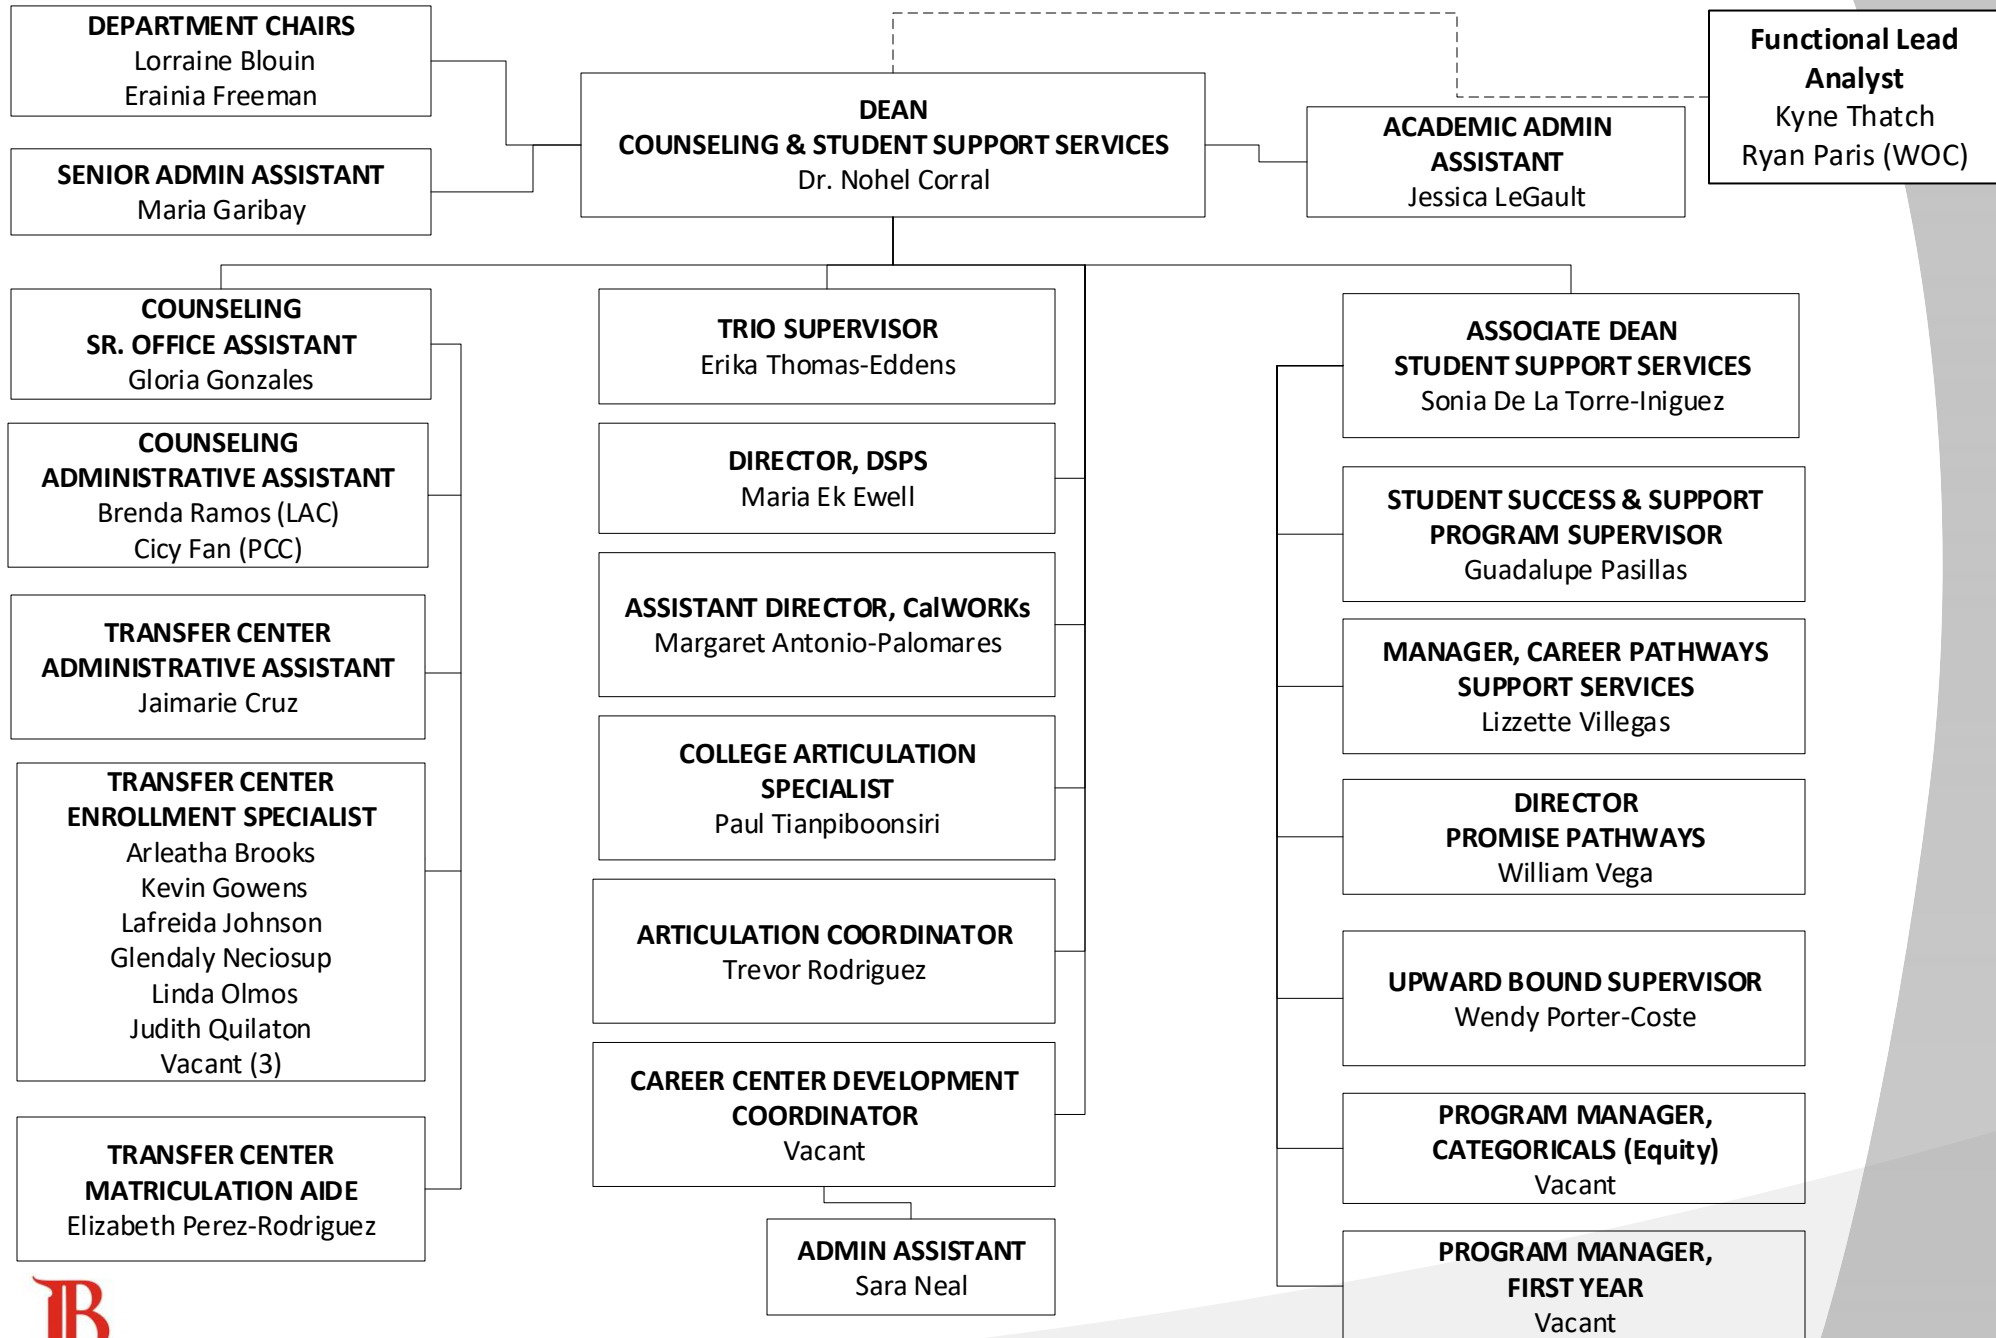 DEPARTMENT CHAIRS
Lorraine Blouin
Erainia Freeman
SENIOR ADMIN ASSISTANT
Maria Garibay
DEAN
COUNSELING & STUDENT SUPPORT SERVICES
Dr. Nohel Corral
ACADEMIC ADMIN
ASSISTANT
Jessica LeGault
Functional Lead
Analyst
Kyne Thatch
Ryan Paris (WOC)
COUNSELING
SR. OFFICE ASSISTANT
Gloria Gonzales
COUNSELING
ADMINISTRATIVE ASSISTANT
Brenda Ramos (LAC)
Cicy Fan (PCC)
TRANSFER CENTER
ADMINISTRATIVE ASSISTANT
Jaimarie Cruz
TRANSFER CENTER
ENROLLMENT SPECIALIST
Arleatha Brooks
Kevin Gowens
Lafreida Johnson
Glendaly Neciosup
Linda Olmos
Judith Quilaton
Vacant (3)
TRANSFER CENTER
MATRICULATION AIDE
Elizabeth Perez-Rodriguez
TRIO SUPERVISOR
Erika Thomas-Eddens
DIRECTOR, DSPS
Maria Ek Ewell
ASSISTANT DIRECTOR, CalWORKs
Margaret Antonio-Palomares
COLLEGE ARTICULATION
SPECIALIST
Paul Tianpiboonsiri
ARTICULATION COORDINATOR
Trevor Rodriguez
CAREER CENTER DEVELOPMENT
COORDINATOR
Vacant
ADMIN ASSISTANT
Sara Neal
ASSOCIATE DEAN
STUDENT SUPPORT SERVICES
Sonia De La Torre-Iniguez
STUDENT SUCCESS & SUPPORT
PROGRAM SUPERVISOR
Guadalupe Pasillas
MANAGER, CAREER PATHWAYS
SUPPORT SERVICES
Lizzette Villegas
DIRECTOR
PROMISE PATHWAYS
William Vega
UPWARD BOUND SUPERVISOR
Wendy Porter-Coste
PROGRAM MANAGER,
CATEGORICALS (Equity)
Vacant
PROGRAM MANAGER,
FIRST YEAR
Vacant